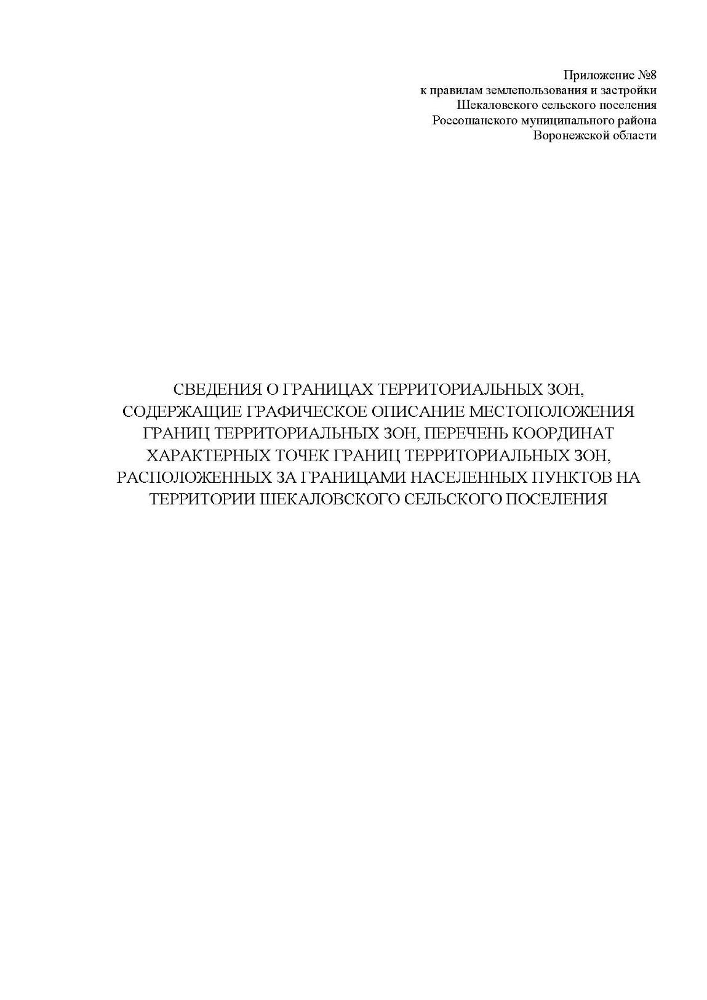 Приложение №8
к правилам землепользования и застройки
Шекаловского сельского поселения
Россошанского муниципального района
Воронежской области
СВЕДЕНИЯ О ГРАНИЦАХ ТЕРРИТОРИАЛЬНЫХ ЗОН,
СОДЕРЖАЩИЕ ГРАФИЧЕСКОЕ ОПИСАНИЕ МЕСТОПОЛОЖЕНИЯ
ГРАНИЦ ТЕРРИТОРИАЛЬНЫХ ЗОН, ПЕРЕЧЕНЬ КООРДИНАТ
ХАРАКТЕРНЫХ ТОЧЕК ГРАНИЦ ТЕРРИТОРИАЛЬНЫХ ЗОН,
РАСПОЛОЖЕННЫХ ЗА ГРАНИЦАМИ НАСЕЛЕННЫХ ПУНКТОВ НА
ТЕРРИТОРИИ ШЕКАЛОВСКОГО СЕЛЬСКОГО ПОСЕЛЕНИЯ